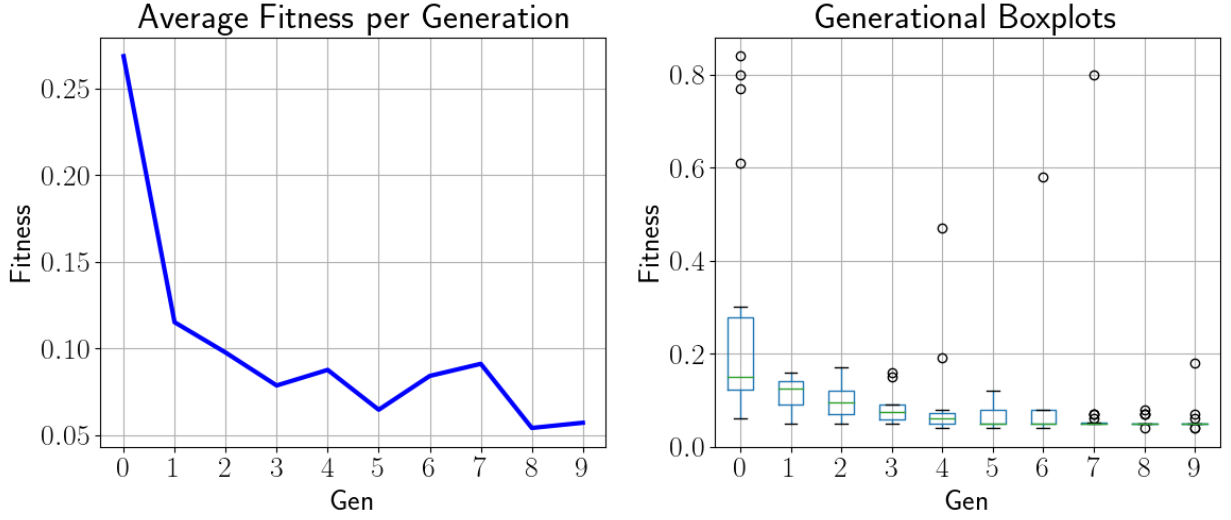 Average Fitness per Generation
Fitness
0.25
0.20
0.15
0.10
0.05
0 1 2 3 4 5 6 7 8 9
Gen
Generational Boxplots
Fitness
0.8
0.6
0.4
0.2
0.0
0 1 2 3 4 5 6 7 8 9
Gen